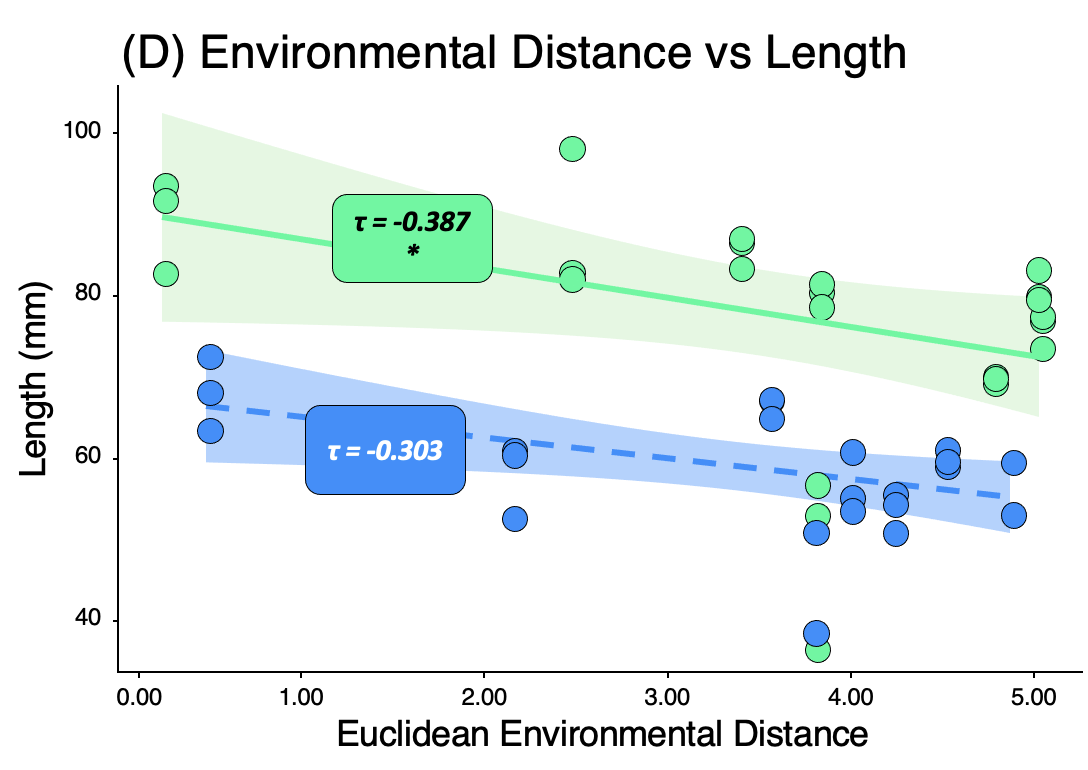 (D) Environmental Distance vs Length
100
80
60
40
Length (mm)
τ = -0.387
*
τ = -0.303
0.00 1.00 2.00 3.00 4.00 5.00
Euclidean Environmental Distance